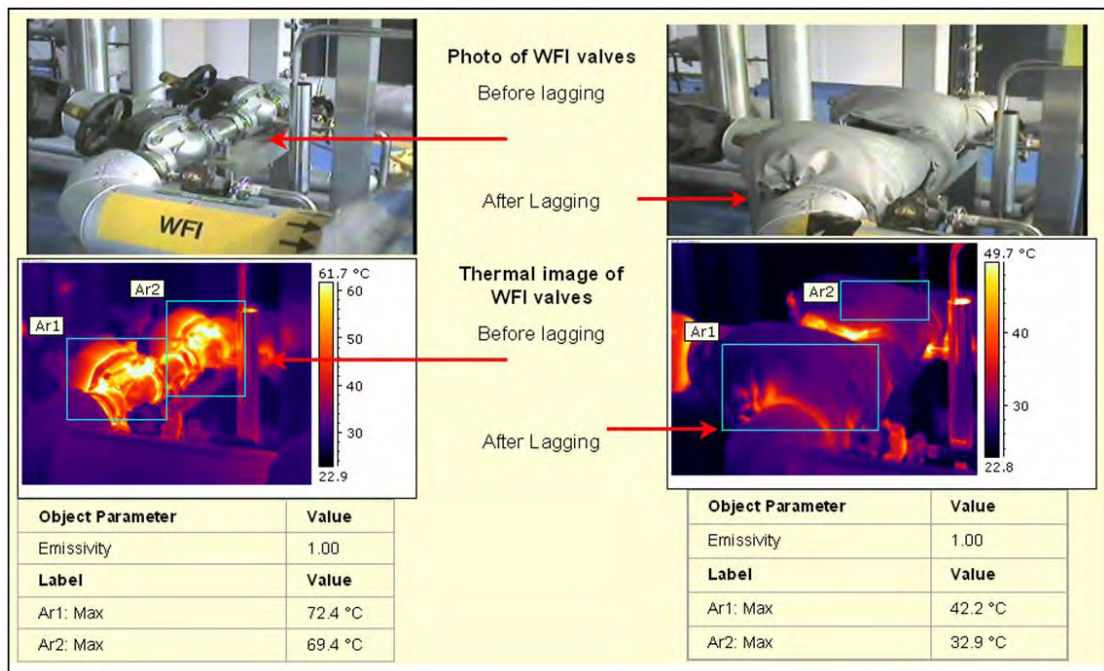 Photo of WFI valves
Before lagging
After Lagging
WFI
Thermal image of
WFI valves
Before lagging
After Lagging
61.7 °C
60
50
40
30
22.9
Ar2
Ar1
49.7 °C
40
30
22.8
Ar2
Ar1
Object Parameter Value
Emissivity 1.00
Label Value
Ar1: Max 72.4 °C
Ar2: Max 69.4 °C
Object Parameter Value
Emissivity 1.00
Label Value
Ar1: Max 42.2 °C
Ar2: Max 32.9 °C